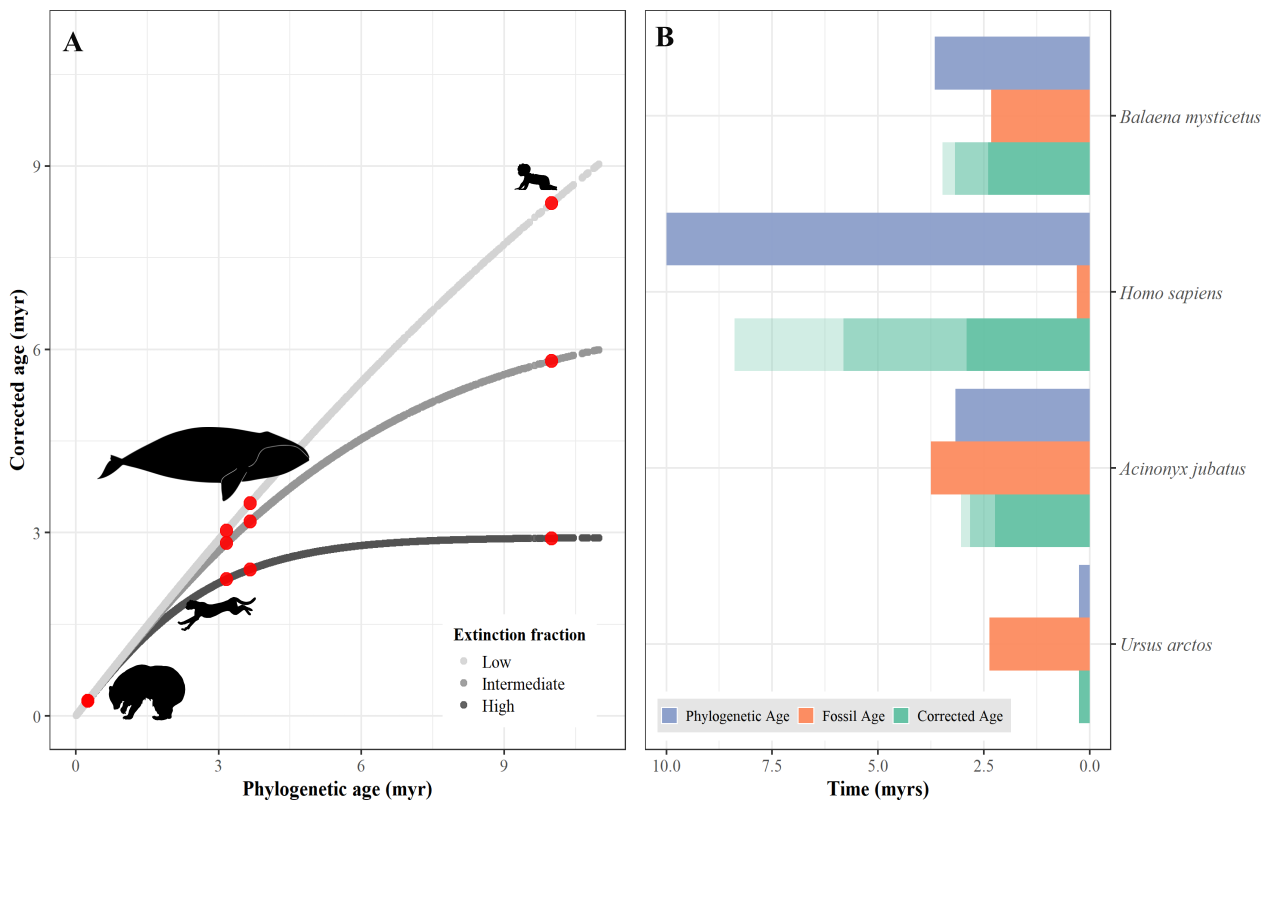 A
Corrected age (myr)
9
6
3
0
0 3 6 9
Phylogenetic age (myr)
Extinction fraction
Low
Intermediate
High
B
Balaena mysticetus
Homo sapiens
Acinonyx jubatus
Ursus arctos
Phylogenetic Age Fossil Age Corrected Age
10.0 7.5 5.0 2.5 0.0
Time (myrs)